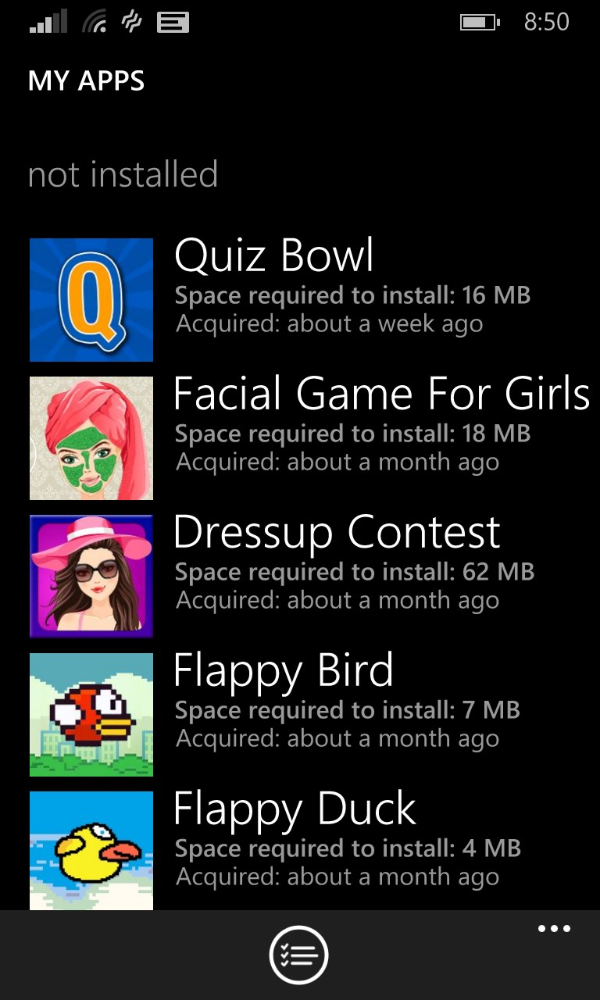 8:50
MY APPS
not installed
Q
Quiz Bowl
Space required to install: 16 MB
Acquired: about a week ago
Facial Game For Girls
Space required to install: 18 MB
Acquired: about a month ago
Dressup Contest
Space required to install: 62 MB
Acquired: about a month ago
Flappy Bird
Space required to install: 7 MB
Acquired: about a month ago
Flappy Duck
Space required to install: 4 MB
Acquired: about a month ago